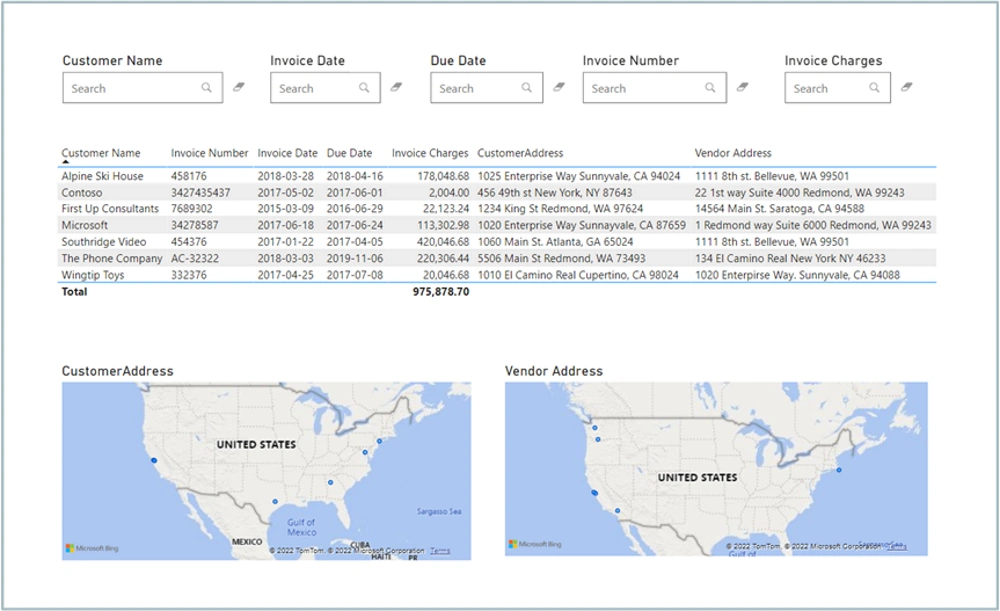 Customer Name Invoice Date Due Date Invoice Number Invoice Charges
Search Search Search Search Search
Customer Name Invoice Number Invoice Date Due Date Invoice Charges CustomerAddress Vendor Address
Alpine Ski House 458176 2018-03-28 2018-04-16 178,048.68 1025 Enterprise Way Sunnyvale, CA 94024 1111 8th st. Bellevue, WA 99501
Contoso 3427435437 2017-05-02 2017-06-01 2,004.00 456 49th st New York, NY 87643 22 1st way Suite 4000 Redmond, WA 99243
First Up Consultants 7689302 2015-03-09 2016-06-29 22,123.24 1234 King St Redmond, WA 97624 14564 Main St. Saratoga, CA 94588
Microsoft 34278587 2017-06-18 2017-06-24 113,302.98 1020 Enterprise Way Sunnayvale, CA 87659 1 Redmond way Suite 6000 Redmond, WA 99243
Southridge Video 454376 2017-01-22 2017-04-05 420,046.68 1060 Main St. Atlanta, GA 65024 1111 8th st. Bellevue, WA 99501
The Phone Company AC-32322 2018-03-03 2019-11-06 220,306.44 5506 Main St Redmond, WA 73493 134 El Camino Real New York NY 46233
Wingtip Toys 332376 2017-04-25 2017-07-08 20,046.68 1010 El Camino Real Cupertino, CA 98024 1020 Enterpirse Way. Sunnyvale, CA 94088
Total 975,878.70
CustomerAddress Vendor Address
UNITED STATES
Sargasso Sea
Gulf of
Mexico
MEXICO
CUBA
HAITI PR
Microsoft Bing
© 2022 TomTom, © 2022 Microsoft Corporation Terms
UNITED STATES
Sargasso Sea
Gulf of
Microsoft Bing
© 2022 TomTom, © 2022 Microsoft Corporation Terms